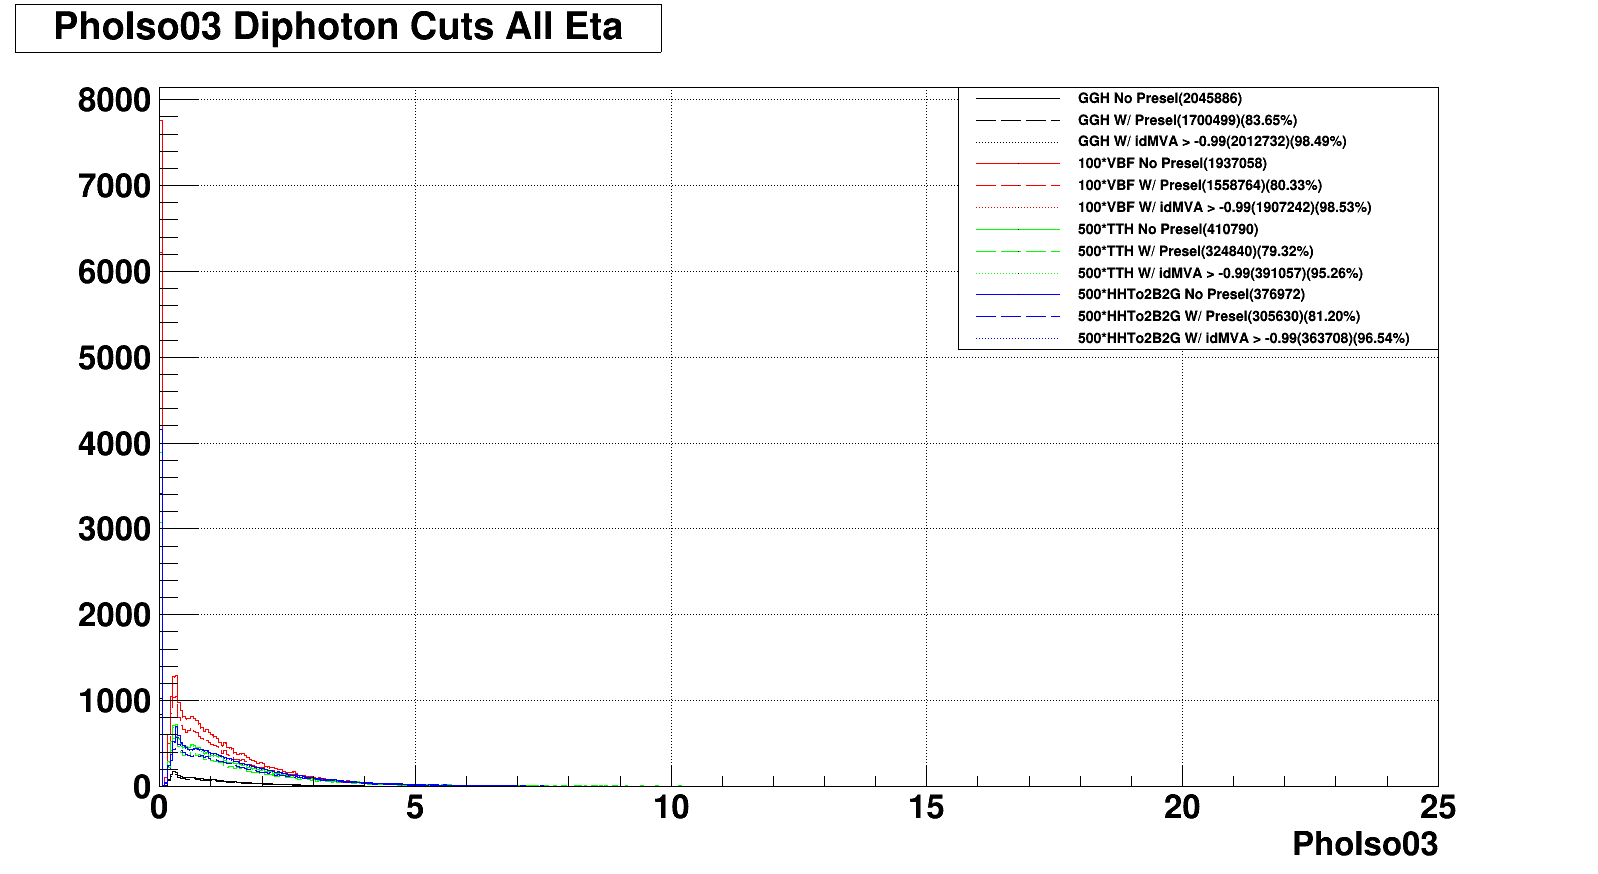 PhoIso03 Diphoton Cuts All Eta
8000
7000
6000
5000
4000
3000
2000
1000
0
GGH No Presel(2045886)
GGH W/ Presel(1700499)(83.65%)
GGH W/ idMVA > -0.99(2012732)(98.49%)
100*VBF No Presel(1937058)
100*VBF W/ Presel(1558764)(80.33%)
100*VBF W/ idMVA > -0.99(1907242)(98.53%)
500*TTH No Presel(410790)
500*TTH W/ Presel(324840)(79.32%)
500*TTH W/ idMVA > -0.99(391057)(95.26%)
500*HHTo2B2G No Presel(376972)
500*HHTo2B2G W/ Presel(305630)(81.20%)
500*HHTo2B2G W/ idMVA > -0.99(363708)(96.54%)
0 5 10 15 20 25
PhoIso03